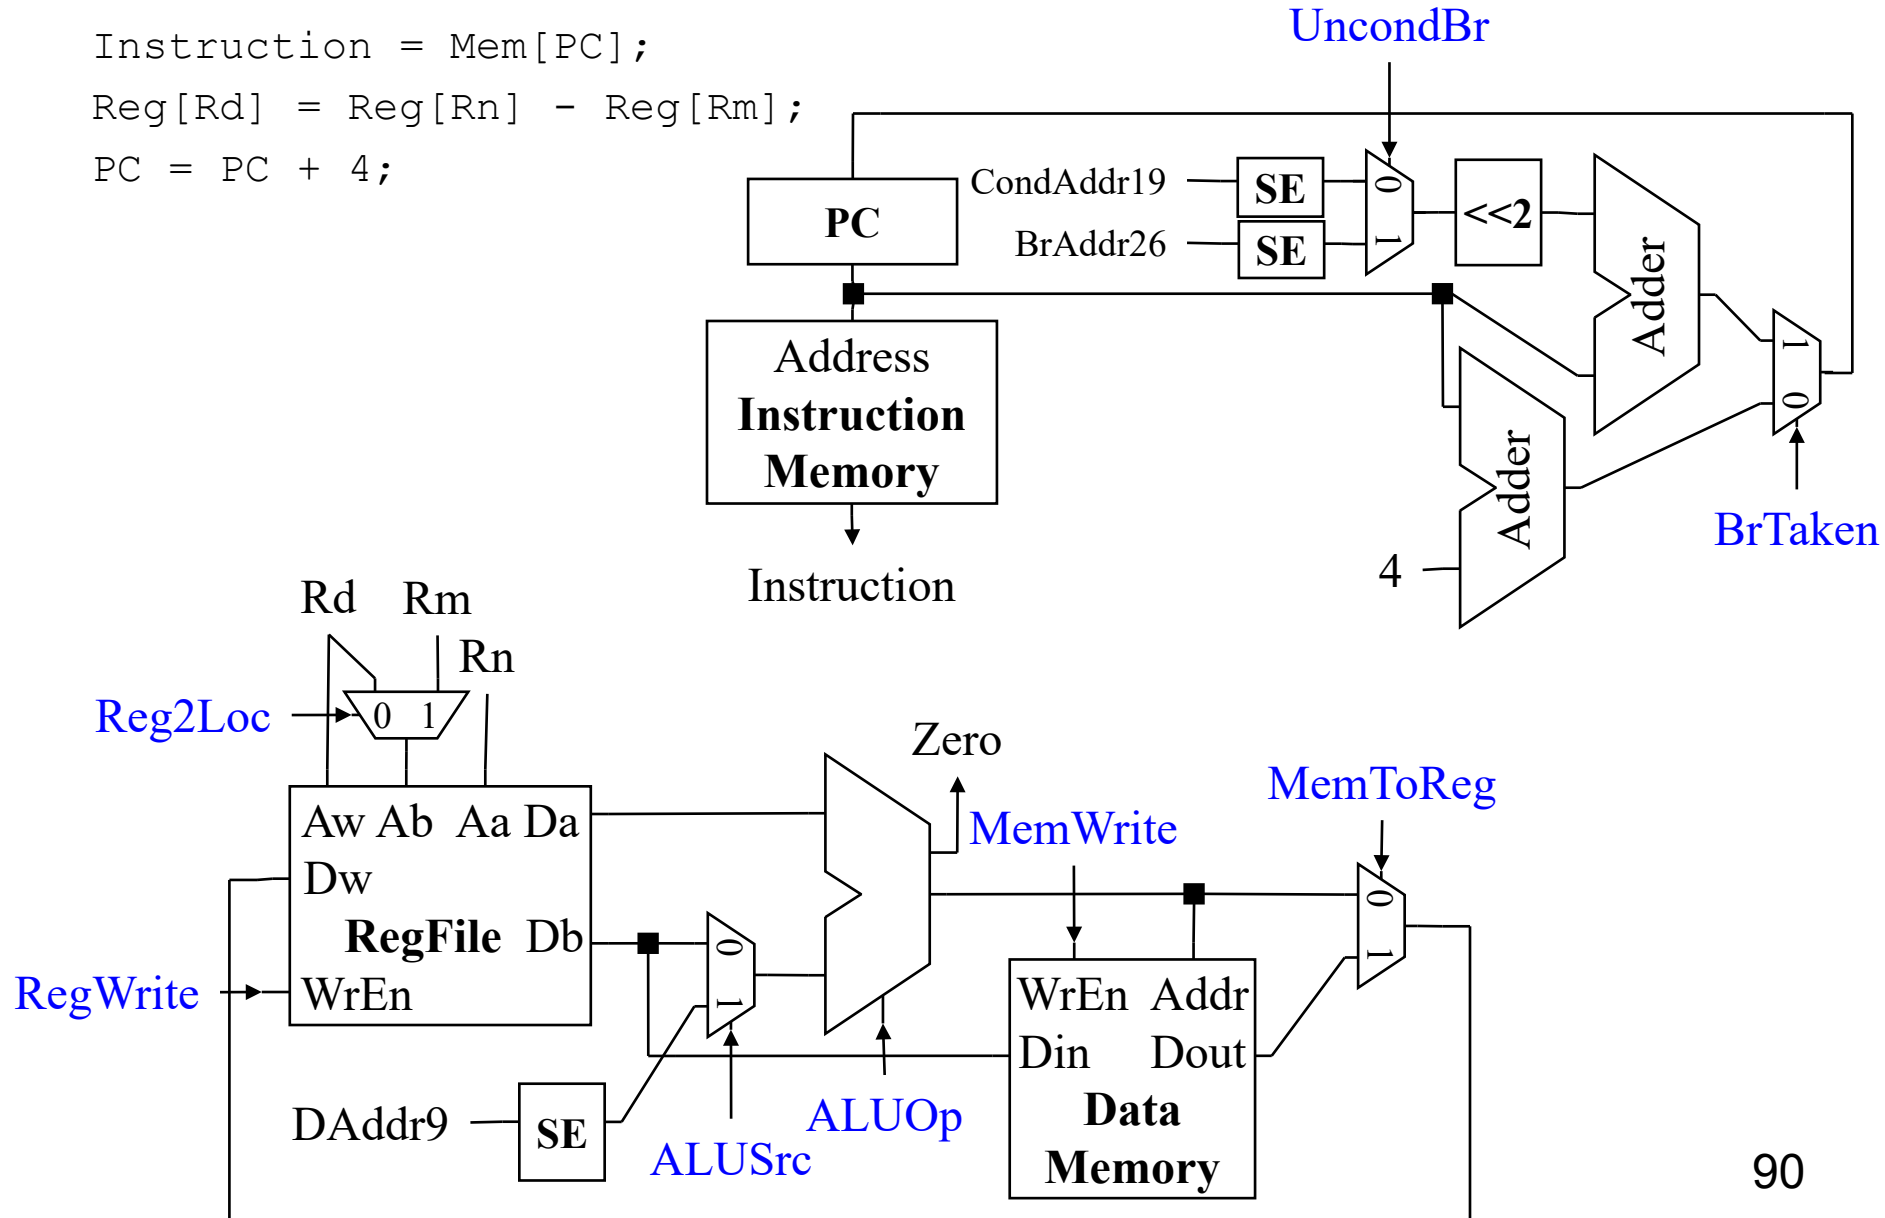 Instruction = Mem[PC];
Reg[Rd] = Reg[Rn] - Reg[Rm];
PC = PC + 4;
UncondBr
PC
CondAddr19
SE
0
<<2
BrAddr26
SE
1
Adder
Address
Instruction
Memory
1
0
Adder
BrTaken
4
Instruction
Rd
Rm
Rn
Reg2Loc
0 1
Zero
MemToReg
MemWrite
Aw Ab Aa Da
Dw
RegFile Db
RegWrite
WrEn
0
1
0
1
WrEn Addr
Din Dout
Data
Memory
DAddr9
SE
ALUSrc
ALUOp
90